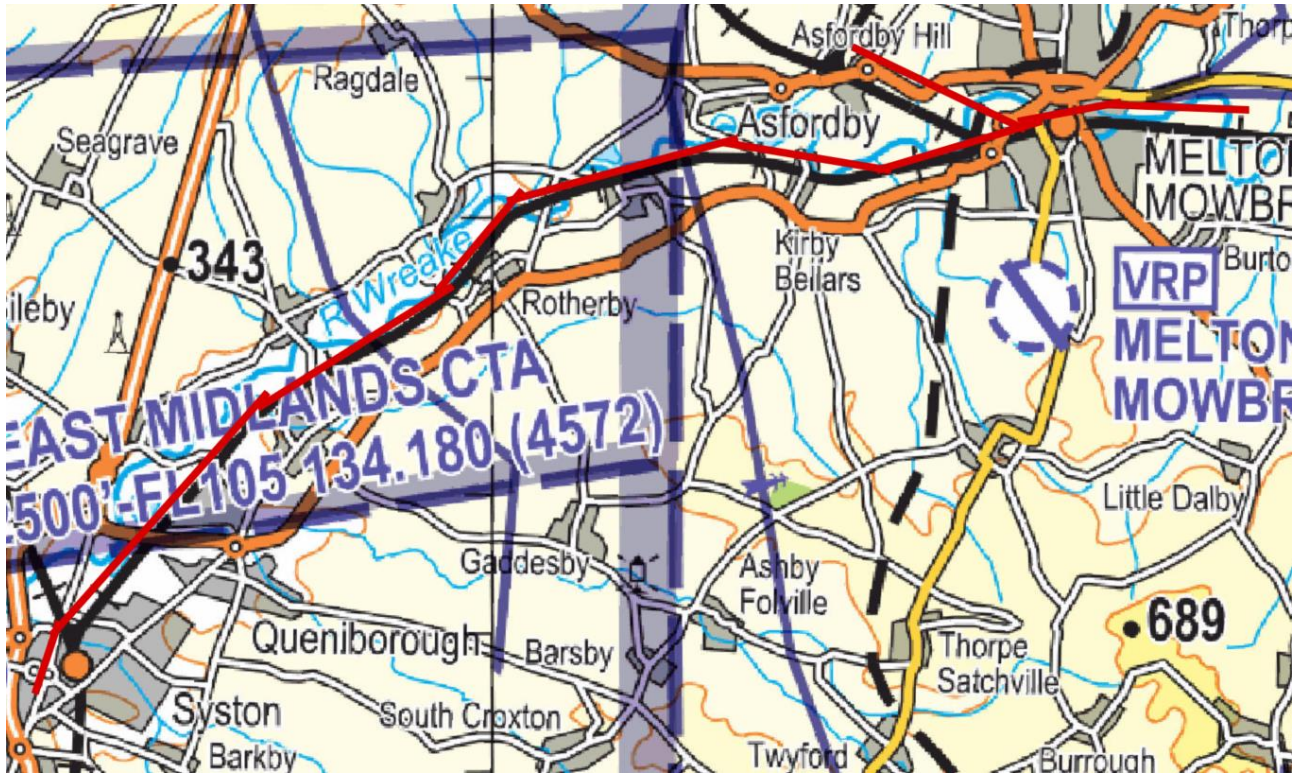 Asfordby Hill
Thorp
Ragdale
Seagrave
Asfordby
MELTON
MOWBR
343
R Wreake
Kirby
Bellars
Burto
ileby
Rotherby
VRP
MELTON
MOWBR
EAST MIDLANDS CTA
2500'-FL105 134.180 (4572)
Little Dalby
Gaddesby
Ashby
Folville
689
Queniborough
Barsby
Thorpe
Satchville
Syston
South Croxton
Barkby
Twyford
Burrough